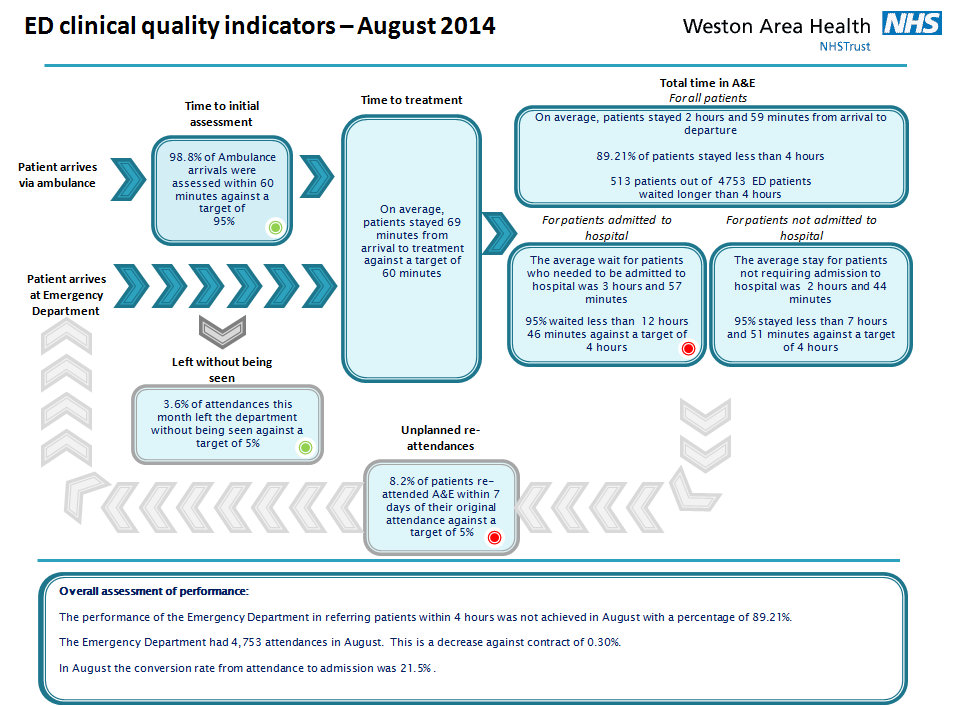 ED clinical quality indicators – August 2014
Weston Area Health NHS
NHSTrust
Total time in A&E
For all patients
Time to initial
assessment
Time to treatment
Patient arrives
via ambulance
98.8% of Ambulance
arrivals were
assessed within 60
minutes against a
target of
95%
On average,
patients stayed 69
minutes from
arrival to treatment
against a target of
60 minutes
On average, patients stayed 2 hours and 59 minutes from arrival to
departure
89.21% of patients stayed less than 4 hours
513 patients out of 4753 ED patients
waited longer than 4 hours
For patients admitted to
hospital
The average wait for patients
who needed to be admitted to
hospital was 3 hours and 57
minutes
95% waited less than 12 hours
46 minutes against a target of
4 hours
For patients not admitted to
hospital
The average stay for patients
not requiring admission to
hospital was 2 hours and 44
minutes
95% stayed less than 7 hours
and 51 minutes against a target
of 4 hours
Patient arrives
at Emergency
Department
Left without being
seen
3.6% of attendances this
month left the department
without being seen against a
target of 5%
Unplanned re-
attendances
8.2% of patients re-
attended A&E within 7
days of their original
attendance against a
target of 5%
Overall assessment of performance:
The performance of the Emergency Department in referring patients within 4 hours was not achieved in August with a percentage of 89.21%.
The Emergency Department had 4,753 attendances in August. This is a decrease against contract of 0.30%.
In August the conversion rate from attendance to admission was 21.5% .